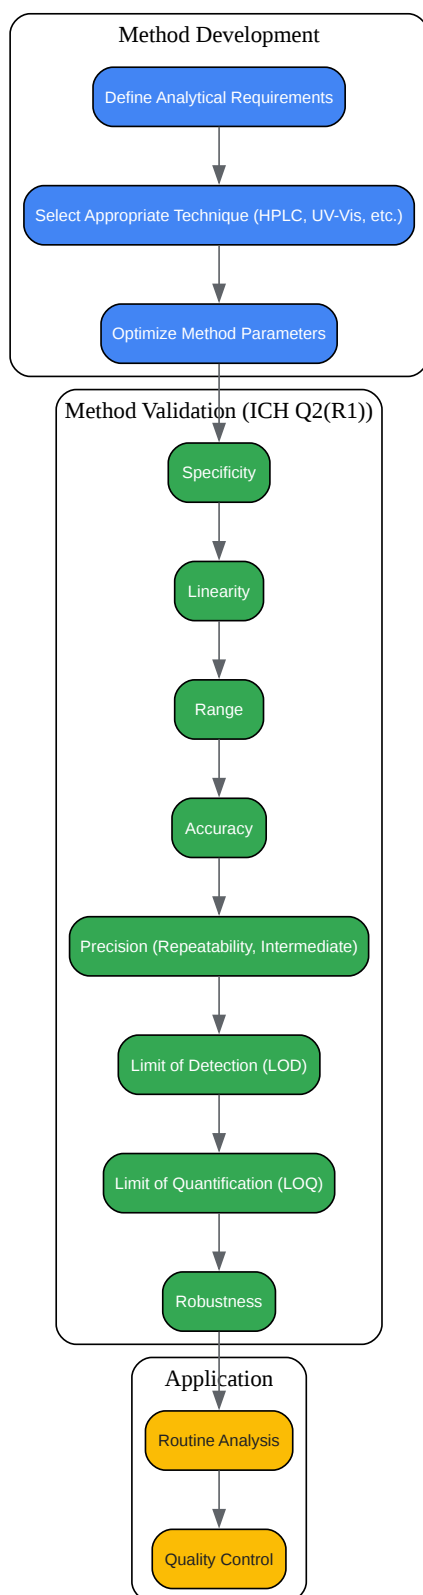 Method Development
Define Analytical Requirements
Select Appropriate Technique (HPLC, UV-Vis, etc.)
Optimize Method Parameters
Method Validation (ICH Q2(R1))
Specificity
Linearity
Range
Accuracy
Precision (Repeatability, Intermediate)
Limit of Detection (LOD)
Limit of Quantification (LOQ)
Robustness
Application
Routine Analysis
Quality Control